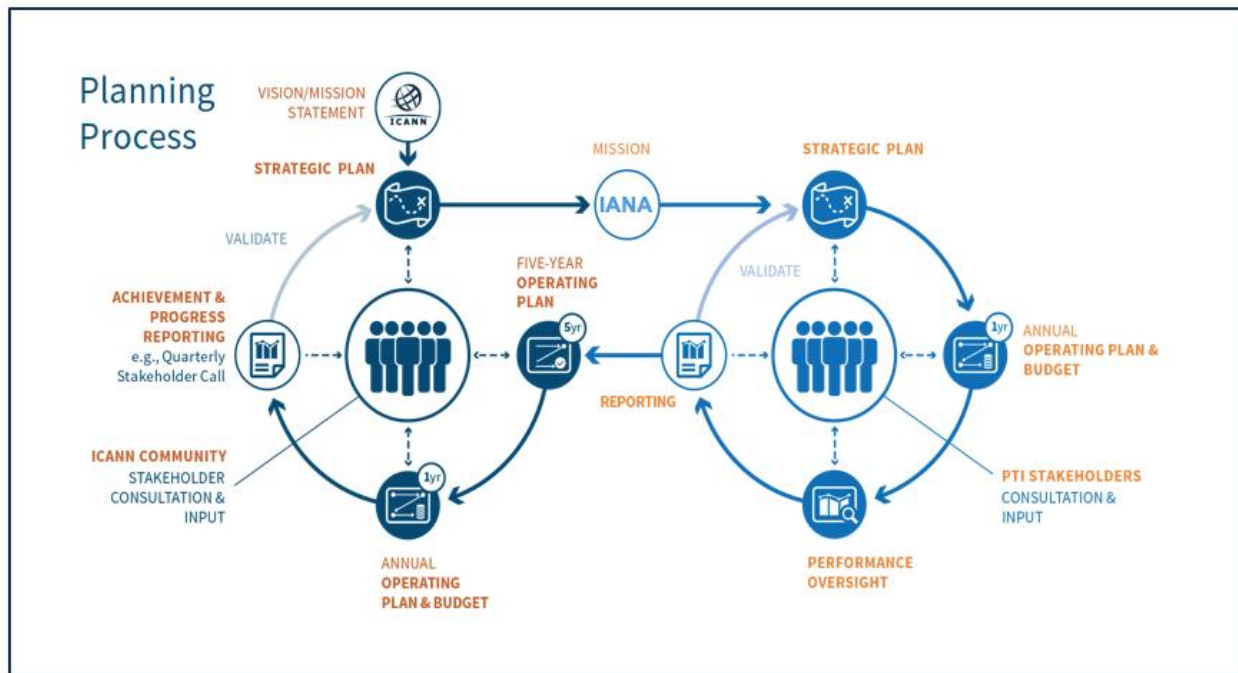 Planning
Process
VISION/MISSION
STATEMENT
ICANN
STRATEGIC PLAN
MISSION
IANA
STRATEGIC PLAN
VALIDATE
FIVE-YEAR
OPERATING
PLAN
5yr
VALIDATE
ACHIEVEMENT &
PROGRESS
REPORTING
e.g., Quarterly
Stakeholder Call
1yr
ANNUAL
OPERATING PLAN &
BUDGET
REPORTING
ICANN COMMUNITY
STAKEHOLDER
CONSULTATION &
INPUT
1yr
ANNUAL
OPERATING
PLAN & BUDGET
PTI STAKEHOLDERS
CONSULTATION &
INPUT
PERFORMANCE
OVERSIGHT